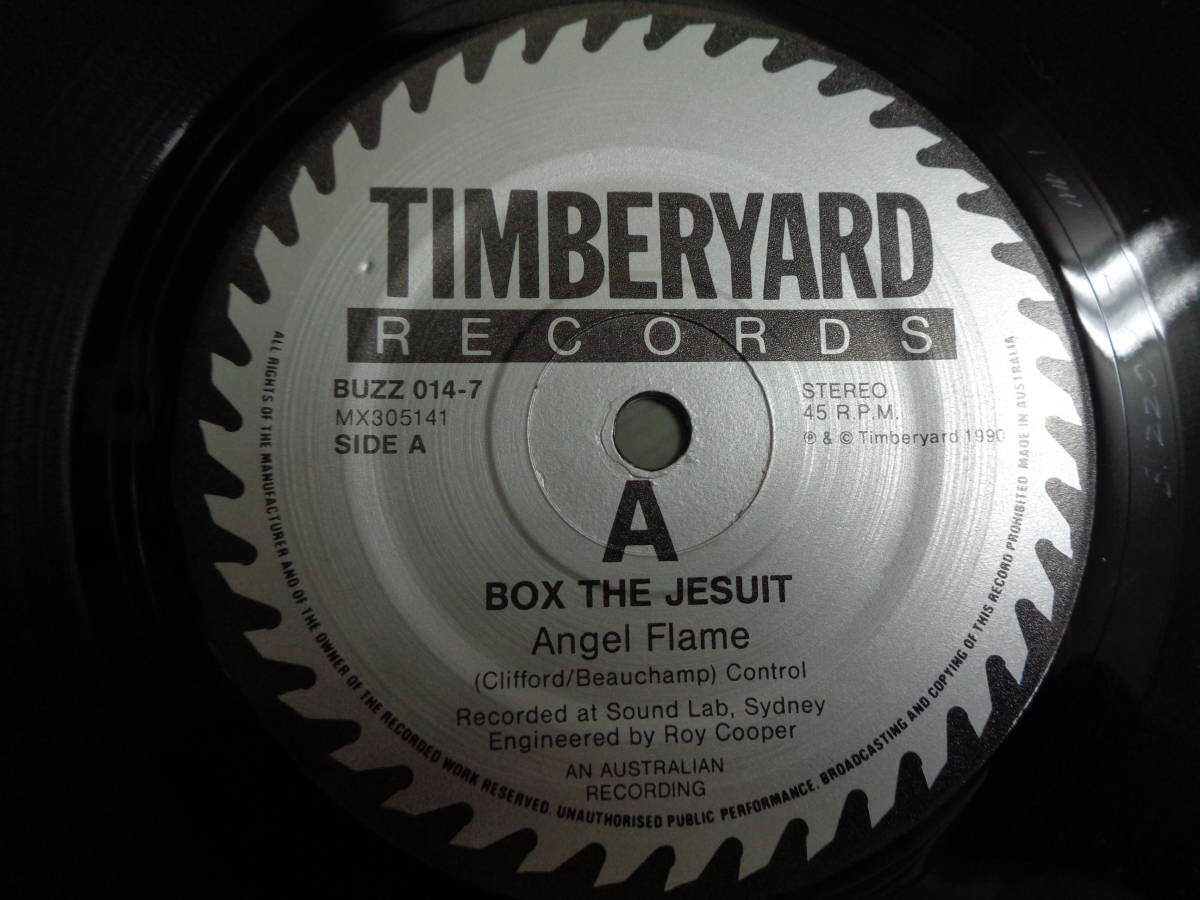 TIMBERYARD
RECORDS
BUZZ 014-7
MX305141
SIDE A
STEREO
45 R.P.M.
℗ & © Timberyard 1990
A
BOX THE JESUIT
Angel Flame
(Clifford/Beauchamp) Control
Recorded at Sound Lab, Sydney
Engineered by Roy Cooper
AN AUSTRALIAN
RECORDING
ALL RIGHTS OF THE MANUFACTURER AND OF THE OWNER OF THE RECORDED WORK RESERVED. UNAUTHORISED PUBLIC PERFORMANCE. BROADCASTING AND COPYING OF THIS RECORD PROHIBITED MADE IN AUSTRALIA